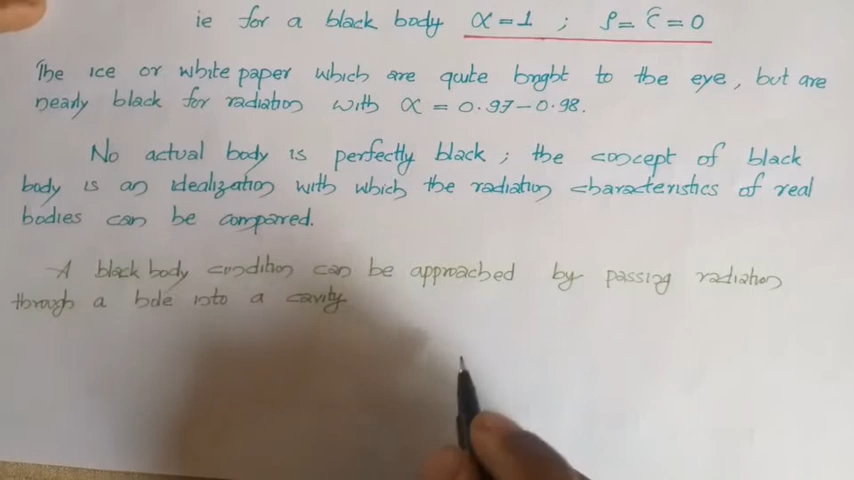 ie for a black body α = 1 ; ρ = τ = 0
The ice or white paper which are quite bright to the eye, but are
nearly black for radiation with α = 0.97 - 0.98.
No actual body is perfectly black ; the concept of black
body is an idealization with which the radiation characteristics of real
bodies can be compared.
A black body condition can be approached by passing radiation
through a hole into a cavity